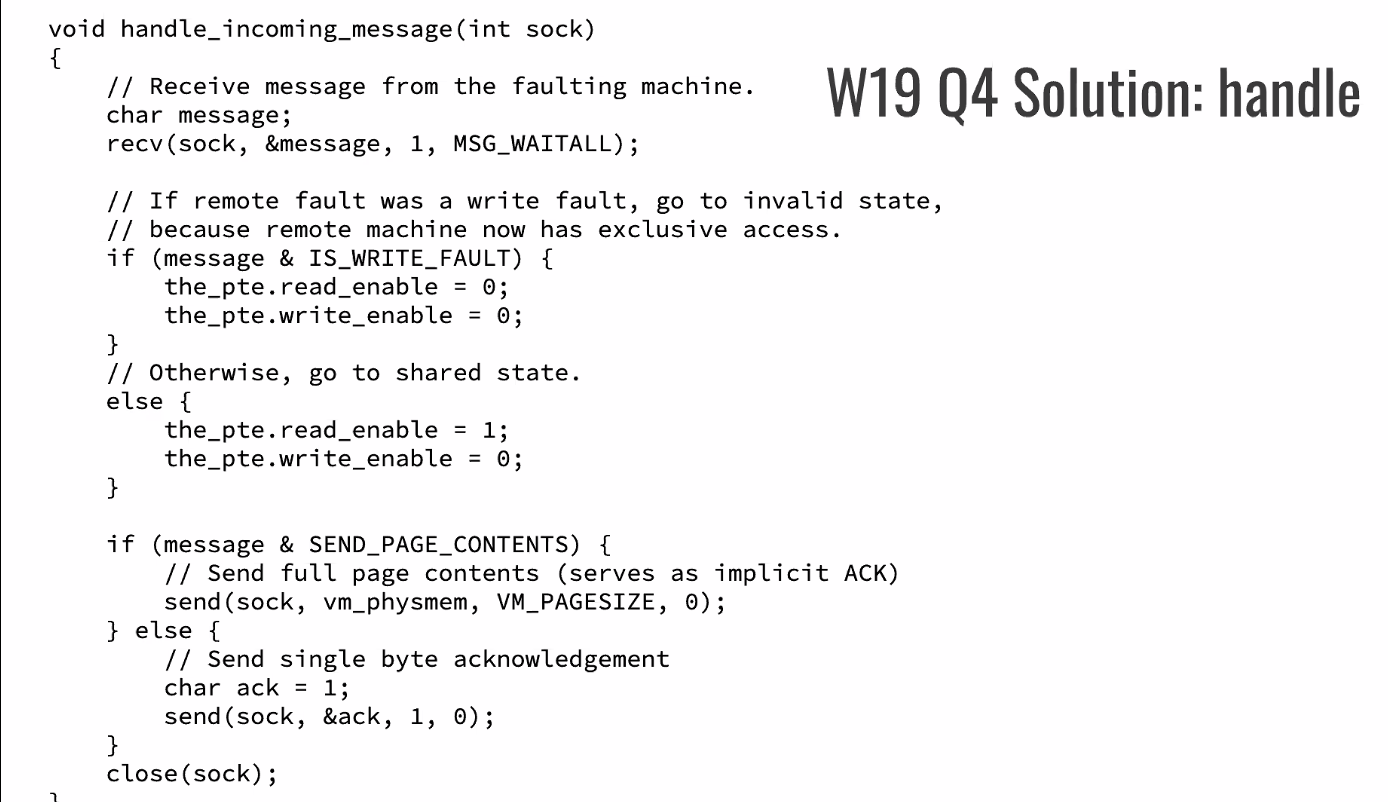 void handle_incoming_message(int sock)
{
    // Receive message from the faulting machine.
W19 Q4 Solution: handle
    char message;
    recv(sock, &message, 1, MSG_WAITALL);

    // If remote fault was a write fault, go to invalid state,
    // because remote machine now has exclusive access.
    if (message & IS_WRITE_FAULT) {
        the_pte.read_enable = 0;
        the_pte.write_enable = 0;
    }
    // Otherwise, go to shared state.
    else {
        the_pte.read_enable = 1;
        the_pte.write_enable = 0;
    }

    if (message & SEND_PAGE_CONTENTS) {
        // Send full page contents (serves as implicit ACK)
        send(sock, vm_physmem, VM_PAGESIZE, 0);
    } else {
        // Send single byte acknowledgement
        char ack = 1;
        send(sock, &ack, 1, 0);
    }
    close(sock);
}